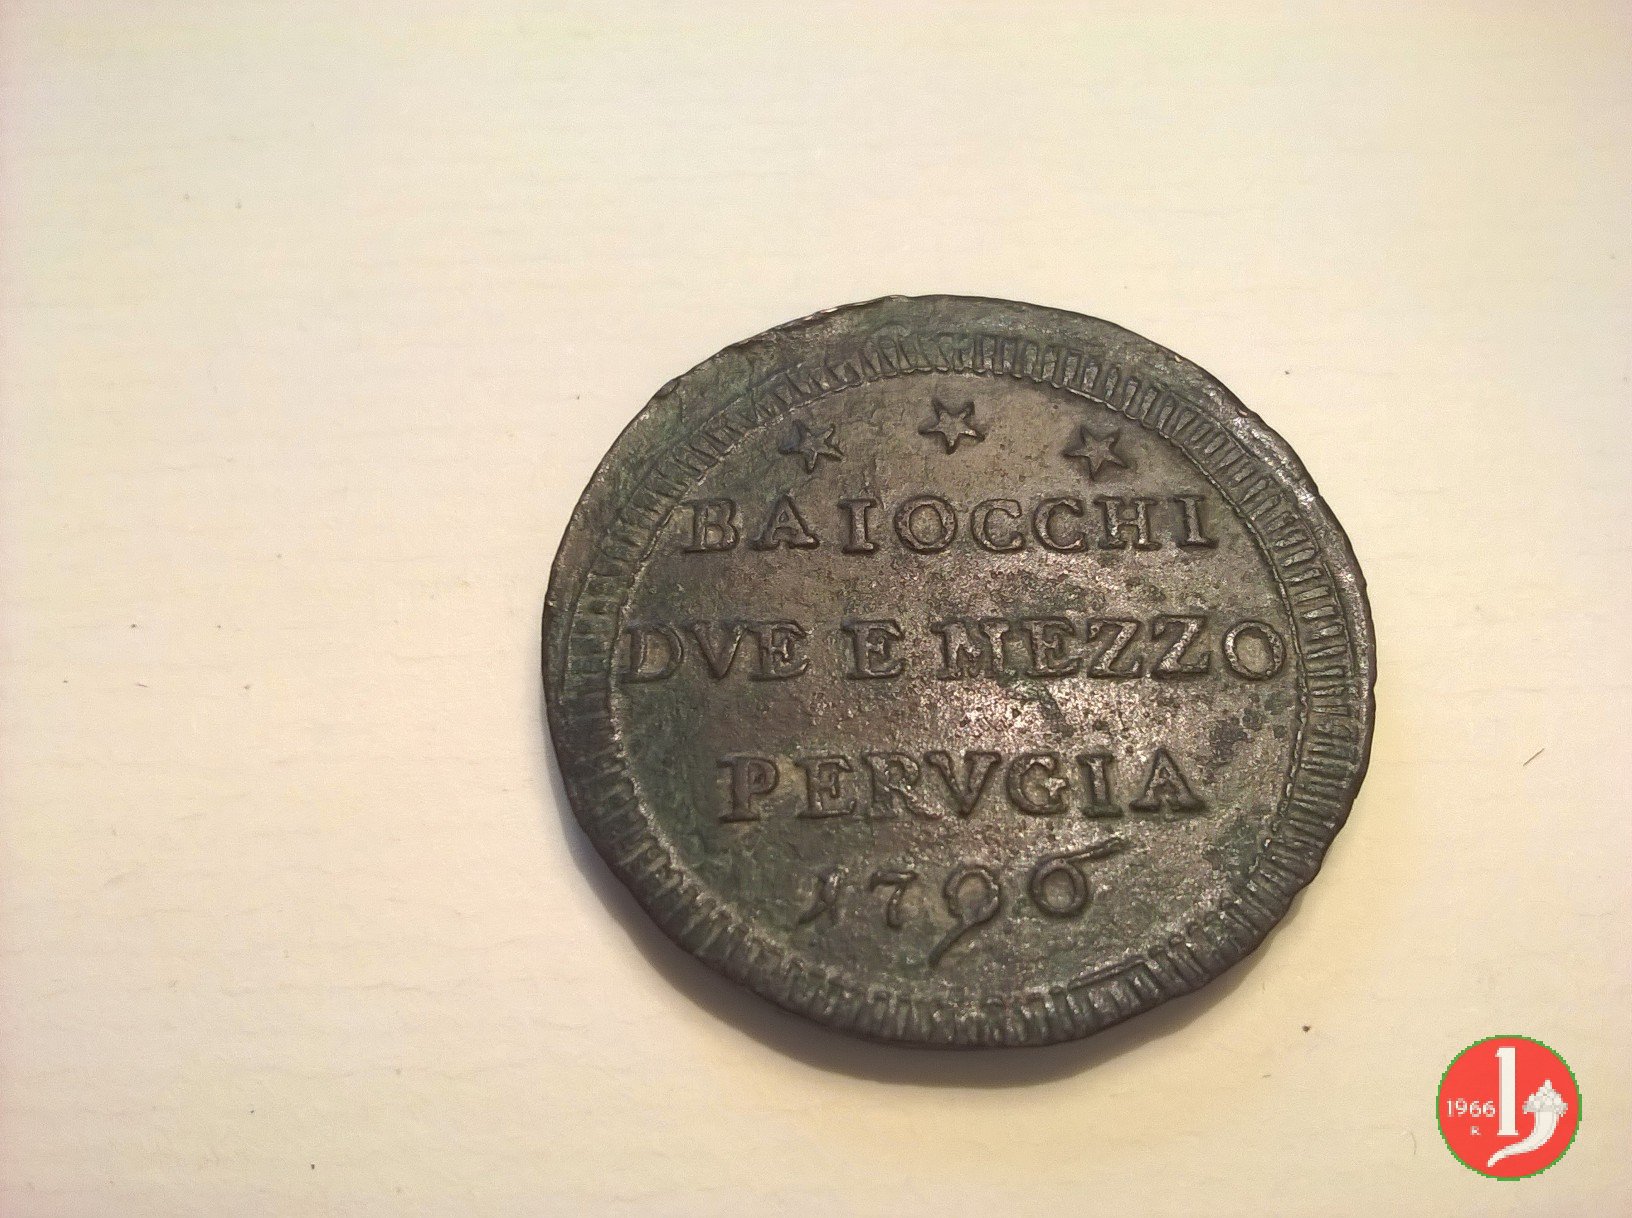 BAIOCCHI
DVE E MEZZO
PERVGIA
1796
1966
R